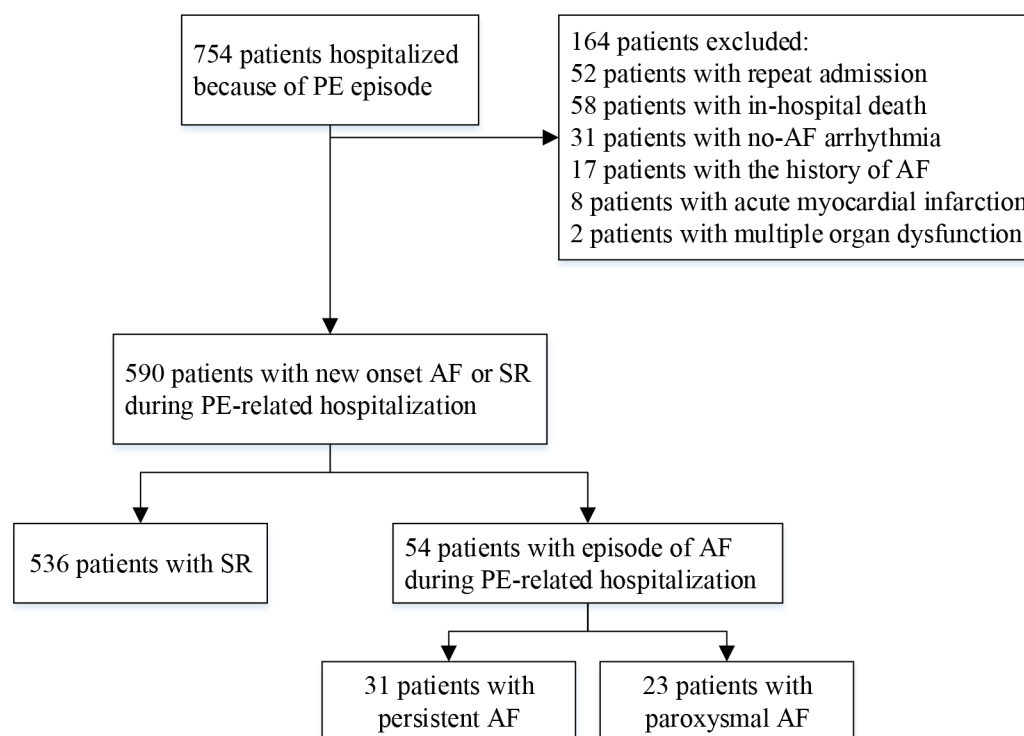 754 patients hospitalized
because of PE episode
164 patients excluded:
52 patients with repeat admission
58 patients with in-hospital death
31 patients with no-AF arrhythmia
17 patients with the history of AF
8 patients with acute myocardial infarction
2 patients with multiple organ dysfunction
590 patients with new onset AF or SR
during PE-related hospitalization
536 patients with SR
54 patients with episode of AF
during PE-related hospitalization
31 patients with
persistent AF
23 patients with
paroxysmal AF